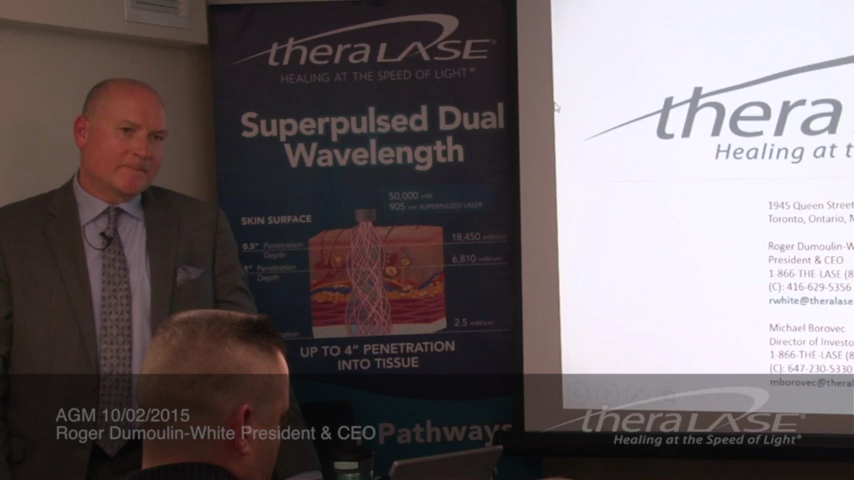 theraLASE®
HEALING AT THE SPEED OF LIGHT®
Superpulsed Dual
Wavelength
50,000 mW
905 nm SUPERPULSED LASER
SKIN SURFACE
0.5" Penetration
Depth
18,450 mW/cm²
1" Penetration
Depth
6,810 mW/cm²
2.5 mW/cm²
UP TO 4" PENETRATION
INTO TISSUE
Pathways
thera
Healing at t
1945 Queen Street
Toronto, Ontario, M
Roger Dumoulin-W
President & CEO
1-866-THE-LASE (8
(C): 416-629-5356
rwhite@theralase
Michael Borovec
Director of Investo
1-866-THE-LASE (8
(C): 647-230-5330
mborovec@theral
AGM 10/02/2015
Roger Dumoulin-White President & CEO
theraLASE®
Healing at the Speed of Light®